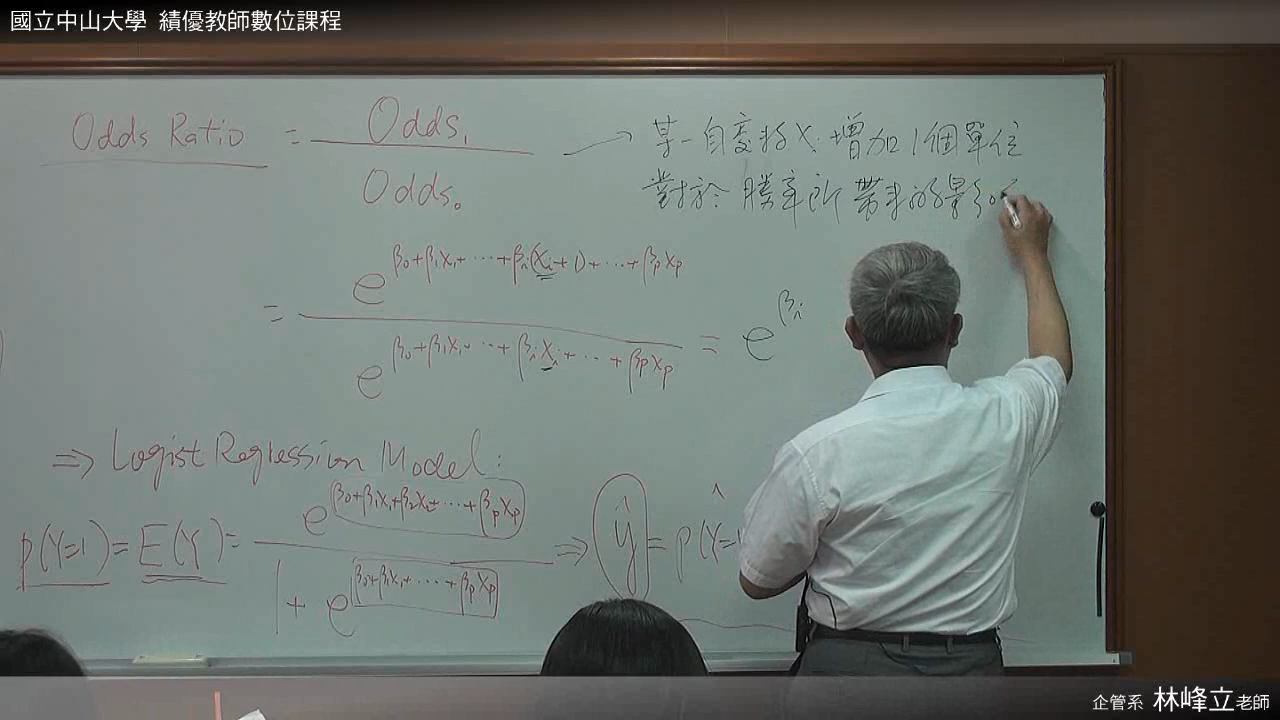 國立中山大學 績優教師數位課程
Odds Ratio = Odds₁ / Odds₀
→ 某一自變數 Xᵢ 增加 1 個單位
對於 勝率所 帶來的影
= e^(β₀+β₁X₁+⋯+βᵢ(Xᵢ+1)+⋯+βₚXₚ) / e^(β₀+β₁X₁+⋯+βᵢXᵢ+⋯+βₚXₚ) = e^βᵢ
⇒ Logist Regression Model:
p(Y=1) = E(Y) = e^(β₀+β₁X₁+β₂X₂+⋯+βₚXₚ) / 1 + e^(β₀+β₁X₁+⋯+βₚXₚ) ⇒ ŷ = p̂(Y=1
企管系 林峰立老師